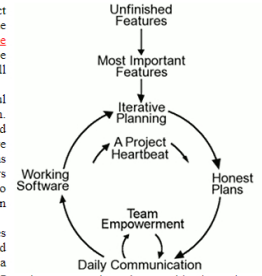 Unfinished
Features
Most Important
Features
Iterative
Planning
A Project
Heartbeat
Working
Software
Honest
Plans
Team
Empowerment
Daily Communication